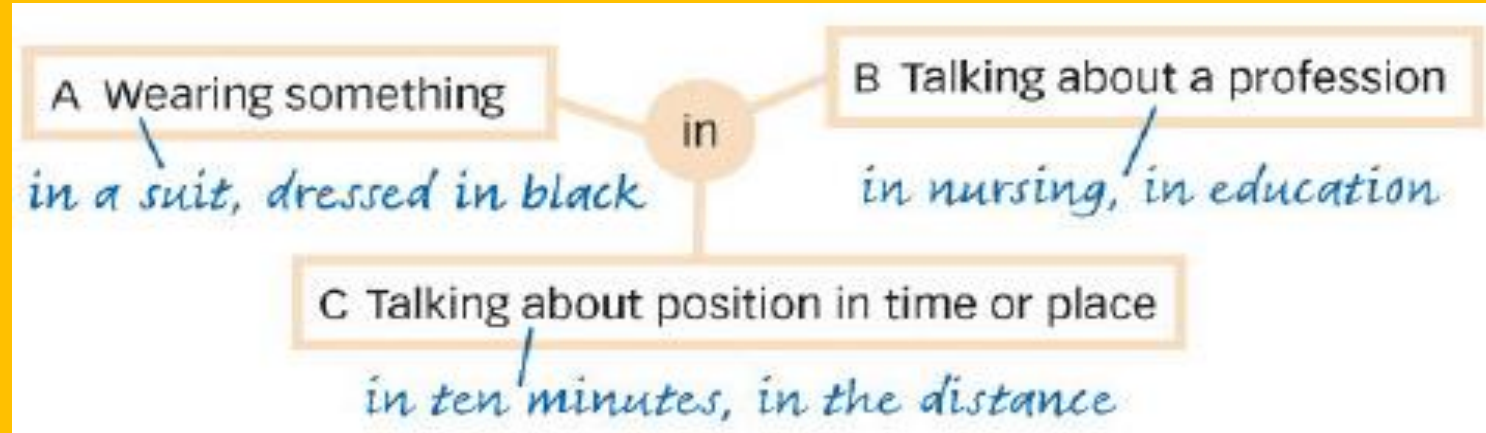 A Wearing something
in
B Talking about a profession
in a suit, dressed in black
in nursing, in education
C Talking about position in time or place
in ten minutes, in the distance